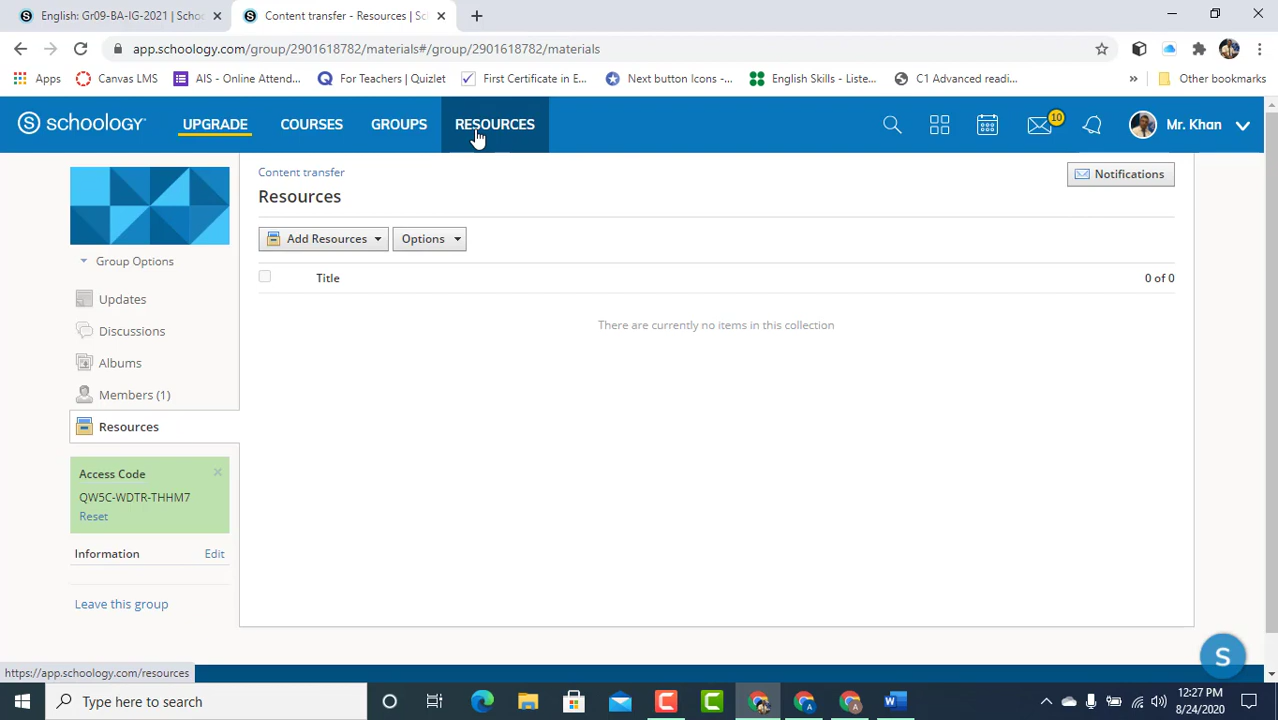 English: Gr09-BA-IG-2021 | Schoo
Content transfer - Resources | Sc
app.schoology.com/group/2901618782/materials#/group/2901618782/materials
Apps
Canvas LMS
AIS - Online Attend...
For Teachers | Quizlet
First Certificate in E...
Next button Icons -...
English Skills - Liste...
C1 Advanced readi...
»
Other bookmarks
S schoology
UPGRADE
COURSES
GROUPS
RESOURCES
10
Mr. Khan
Content transfer
Notifications
Resources
Add Resources
Options
Group Options
Title
0 of 0
Updates
There are currently no items in this collection
Discussions
Albums
Members (1)
Resources
Access Code
QW5C-WDTR-THHM7
Reset
Information
Edit
Leave this group
S
https://app.schoology.com/resources
Type here to search
12:27 PM
8/24/2020